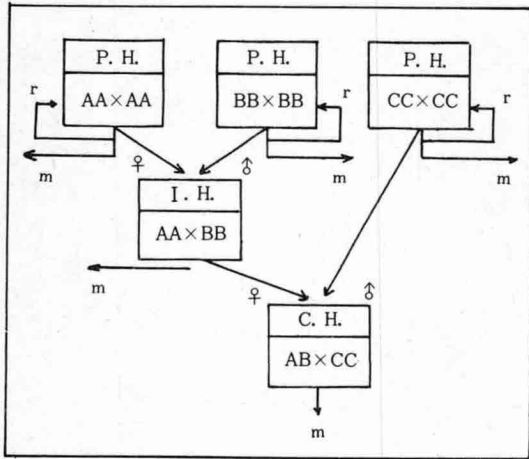 P. H.
P. H.
P. H.
AA×AA
BB×BB
CC×CC
r
r
r
m
♀
♂
m
m
I. H.
AA×BB
m
♀
♂
C. H.
AB×CC
m